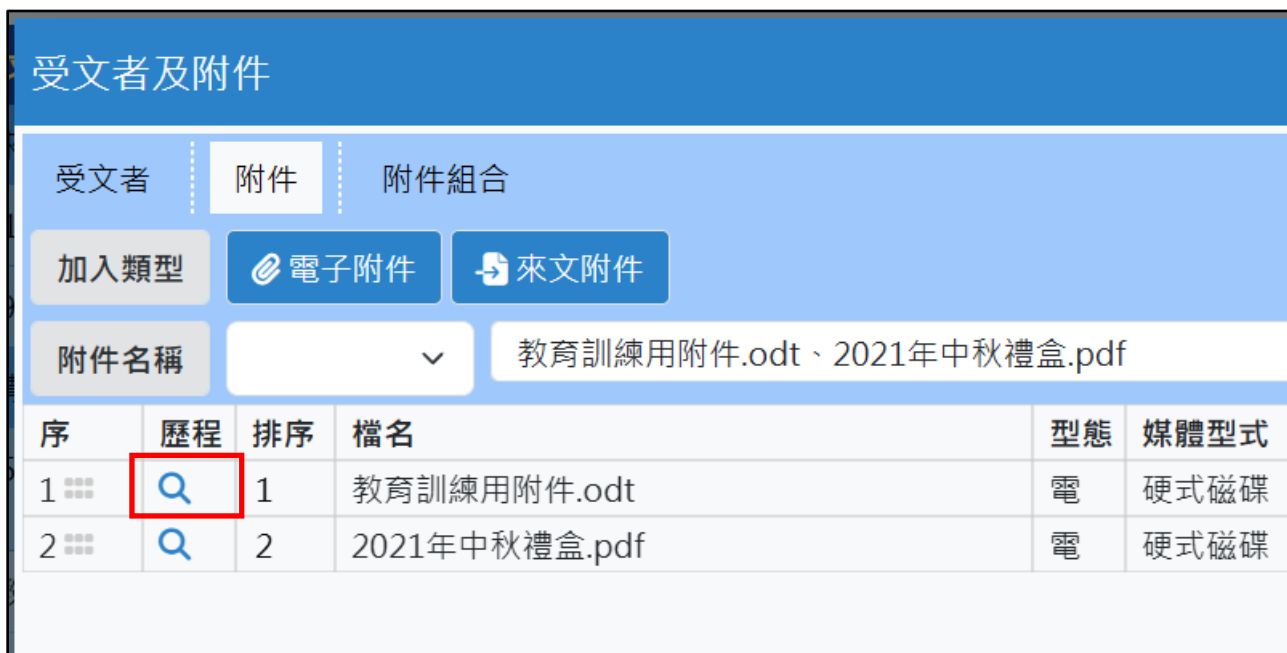 受文者及附件
受文者 附件 附件組合
加入類型 電子附件 來文附件
附件名稱 教育訓練用附件.odt、2021年中秋禮盒.pdf
序 歷程 排序 檔名 型態 媒體型式
1 1 教育訓練用附件.odt 電 硬式磁碟
2 2 2021年中秋禮盒.pdf 電 硬式磁碟